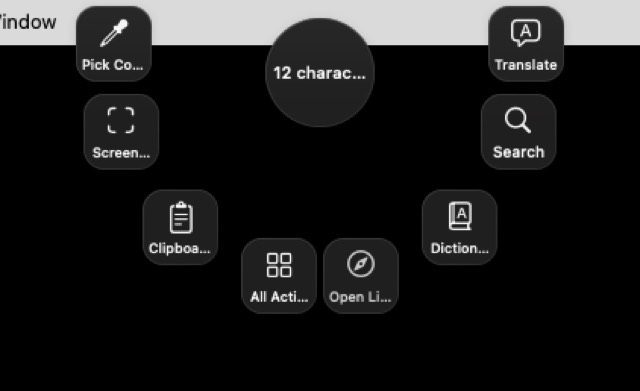 Window
Pick Co...
12 charac...
A
Translate
Screen...
Search
Clipboa...
A
Diction...
All Acti...
Open Li...